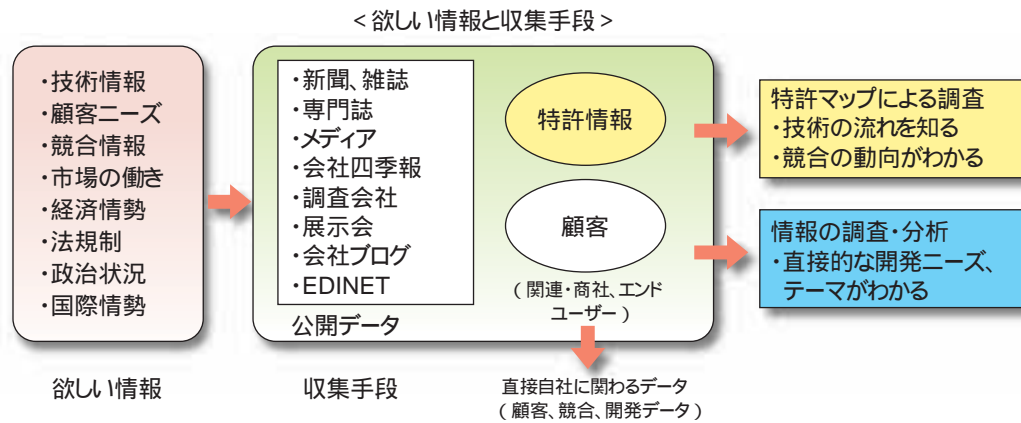 <欲しい情報と収集手段>
・技術情報
・顧客ニーズ
・競合情報
・市場の働き
・経済情勢
・法規制
・政治状況
・国際情勢
欲しい情報
・新聞、雑誌
・専門誌
・メディア
・会社四季報
・調査会社
・展示会
・会社ブログ
・EDINET
公開データ
収集手段
特許情報
顧客
(関連・商社、エンド
ユーザー)
直接自社に関わるデータ
(顧客、競合、開発データ)
特許マップによる調査
・技術の流れを知る
・競合の動向がわかる
情報の調査・分析
・直接的な開発ニーズ、
テーマがわかる